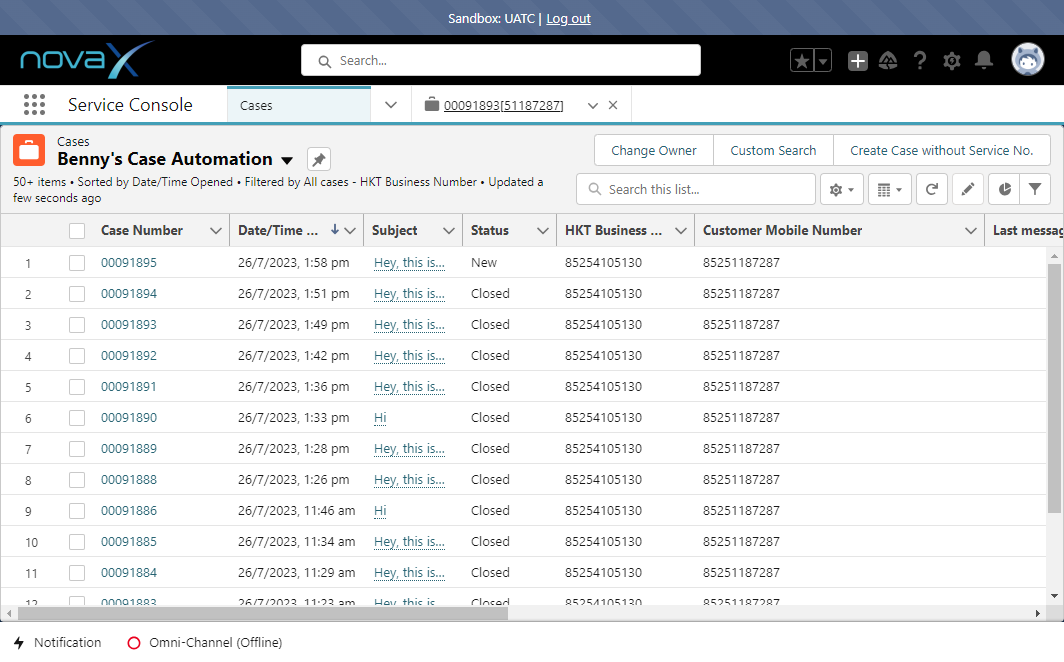 Sandbox: UATC | Log out
novaX
Search...
Service Console
Cases
00091893[51187287]
Cases
Benny's Case Automation
Change Owner
Custom Search
Create Case without Service No.
50+ items • Sorted by Date/Time Opened • Filtered by All cases - HKT Business Number • Updated a
few seconds ago
Search this list...
Case Number Date/Time ... Subject Status HKT Business ... Customer Mobile Number Last messag
1 00091895 26/7/2023, 1:58 pm Hey, this is... New 85254105130 85251187287
2 00091894 26/7/2023, 1:51 pm Hey, this is... Closed 85254105130 85251187287
3 00091893 26/7/2023, 1:49 pm Hey, this is... Closed 85254105130 85251187287
4 00091892 26/7/2023, 1:42 pm Hey, this is... Closed 85254105130 85251187287
5 00091891 26/7/2023, 1:36 pm Hey, this is... Closed 85254105130 85251187287
6 00091890 26/7/2023, 1:33 pm Hi Closed 85254105130 85251187287
7 00091889 26/7/2023, 1:28 pm Hey, this is... Closed 85254105130 85251187287
8 00091888 26/7/2023, 1:26 pm Hey, this is... Closed 85254105130 85251187287
9 00091886 26/7/2023, 11:46 am Hi Closed 85254105130 85251187287
10 00091885 26/7/2023, 11:34 am Hey, this is... Closed 85254105130 85251187287
11 00091884 26/7/2023, 11:29 am Hey, this is... Closed 85254105130 85251187287
12 00091883 26/7/2023, 11:23 am Hey, this is... Closed 85254105130 85251187287
Notification
Omni-Channel (Offline)